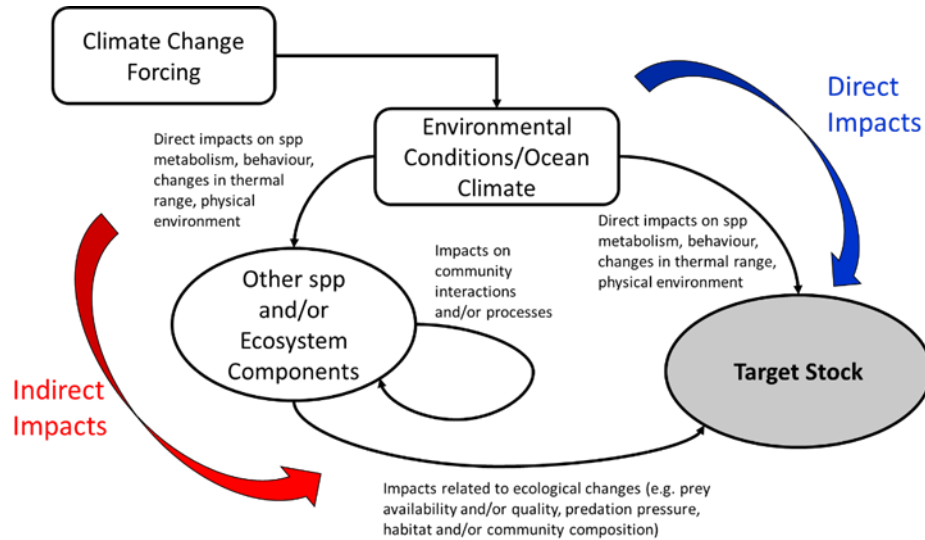 Climate Change
Forcing
Direct
Impacts
Environmental
Conditions/Ocean
Climate
Direct impacts on spp
metabolism, behaviour,
changes in thermal
range, physical
environment
Direct impacts on spp
metabolism, behaviour,
changes in thermal range,
physical environment
Impacts on
community
interactions
and/or processes
Other spp
and/or
Ecosystem
Components
Target Stock
Indirect
Impacts
Impacts related to ecological changes (e.g. prey
availability and/or quality, predation pressure,
habitat and/or community composition)